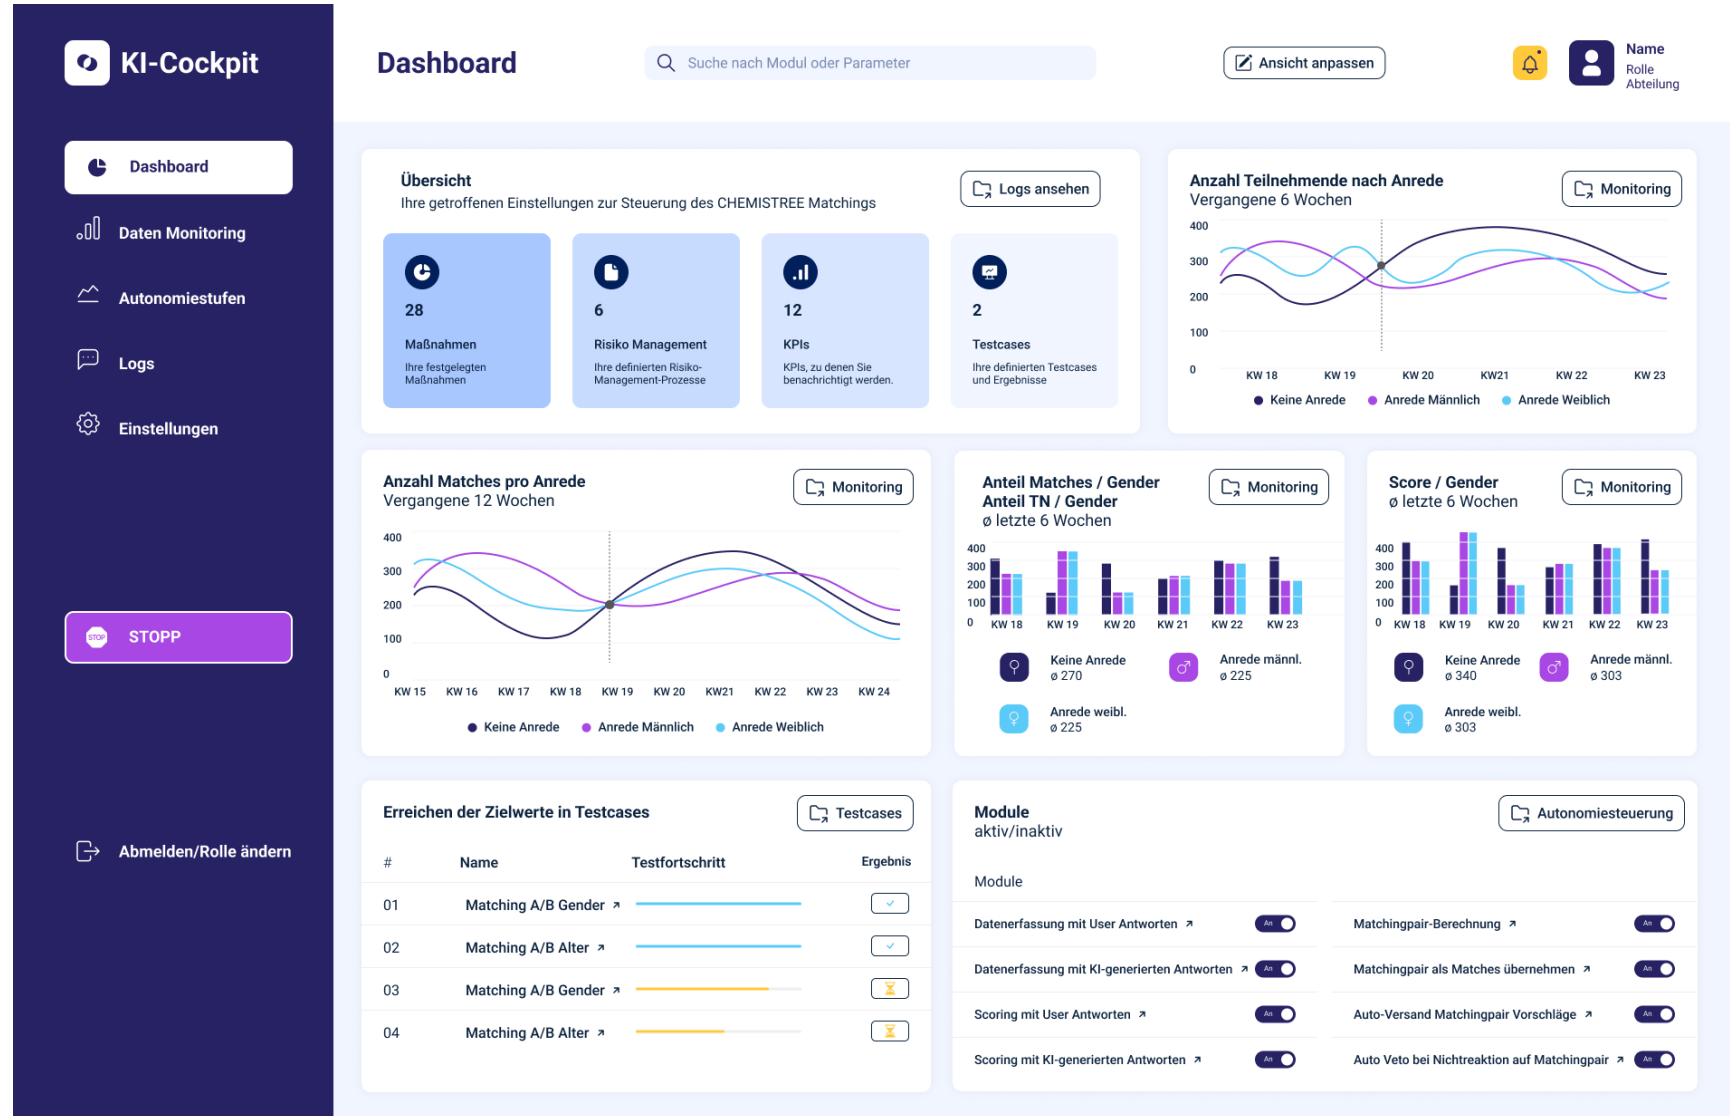 KI-Cockpit
Dashboard
Daten Monitoring
Autonomiestufen
Logs
Einstellungen
STOP
STOPP
Abmelden/Rolle ändern
Dashboard
Suche nach Modul oder Parameter
Ansicht anpassen
Name
Rolle
Abteilung
Übersicht
Ihre getroffenen Einstellungen zur Steuerung des CHEMISTREE Matchings
Logs ansehen
28
Maßnahmen
Ihre festgelegten
Maßnahmen
6
Risiko Management
Ihre definierten Risiko-
Management-Prozesse
12
KPIs
KPIs, zu denen Sie
benachrichtigt werden.
2
Testcases
Ihre definierten Testcases
und Ergebnisse
Anzahl Teilnehmende nach Anrede
Vergangene 6 Wochen
Monitoring
400
300
200
100
0
KW 18 KW 19 KW 20 KW21 KW 22 KW 23
Keine Anrede Anrede Männlich Anrede Weiblich
Anzahl Matches pro Anrede
Vergangene 12 Wochen
Monitoring
400
300
200
100
0
KW 15 KW 16 KW 17 KW 18 KW 19 KW 20 KW21 KW 22 KW 23 KW 24
Keine Anrede Anrede Männlich Anrede Weiblich
Anteil Matches / Gender
Anteil TN / Gender
ø letzte 6 Wochen
Monitoring
400
300
200
100
0
KW 18 KW 19 KW 20 KW 21 KW 22 KW 23
Keine Anrede
ø 270
Anrede männl.
ø 225
Anrede weibl.
ø 225
Score / Gender
ø letzte 6 Wochen
Monitoring
400
300
200
100
0
KW 18 KW 19 KW 20 KW 21 KW 22 KW 23
Keine Anrede
ø 340
Anrede männl.
ø 303
Anrede weibl.
ø 303
Erreichen der Zielwerte in Testcases
Testcases
# Name Testfortschritt Ergebnis
01 Matching A/B Gender
02 Matching A/B Alter
03 Matching A/B Gender
04 Matching A/B Alter
Module
aktiv/inaktiv
Autonomiesteuerung
Module
Datenerfassung mit User Antworten An
Matchingpair-Berechnung An
Datenerfassung mit KI-generierten Antworten An
Matchingpair als Matches übernehmen An
Scoring mit User Antworten An
Auto-Versand Matchingpair Vorschläge An
Scoring mit KI-generierten Antworten An
Auto Veto bei Nichtreaktion auf Matchingpair An